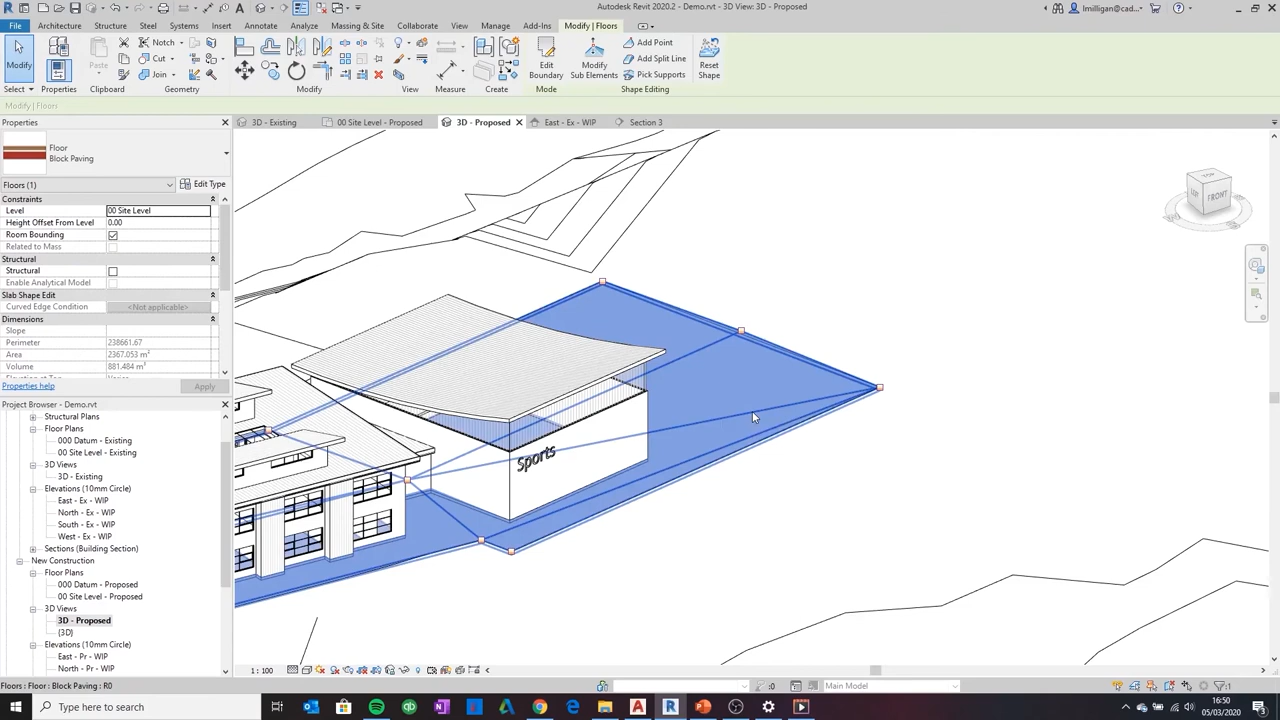 Autodesk Revit 2020.2 - Demo.rvt - 3D View: 3D - Proposed
lmilligan@cad...
File Architecture Structure Steel Systems Insert Annotate Analyze Massing & Site Collaborate View Manage Add-Ins Modify | Floors
Modify Paste Notch Cut Join Edit Boundary Modify Sub Elements Add Point Add Split Line Pick Supports Reset Shape
Select Properties Clipboard Geometry Modify View Measure Create Mode Shape Editing
Modify | Floors
Properties
3D - Existing 00 Site Level - Proposed 3D - Proposed East - Ex - WIP Section 3
Floor
Block Paving
Floors (1) Edit Type
Constraints
Level 00 Site Level
Height Offset From Level 0.00
Room Bounding
Related to Mass
Structural
Structural
Enable Analytical Model
Slab Shape Edit
Curved Edge Condition <Not applicable>
Dimensions
Slope
Perimeter 238661.67
Area 2367.053 m²
Volume 881.484 m³
Properties help Apply
Project Browser - Demo.rvt
Structural Plans
Floor Plans
000 Datum - Existing
00 Site Level - Existing
3D Views
3D - Existing
Elevations (10mm Circle)
East - Ex - WIP
North - Ex - WIP
South - Ex - WIP
West - Ex - WIP
Sections (Building Section)
New Construction
Floor Plans
000 Datum - Proposed
00 Site Level - Proposed
3D Views
3D - Proposed
{3D}
Elevations (10mm Circle)
East - Pr - WIP
North - Pr - WIP
TOP
FRONT
Sports
1 : 100
Floors : Floor : Block Paving : R0
:0
Main Model
:1
Type here to search
16:50
05/03/2020